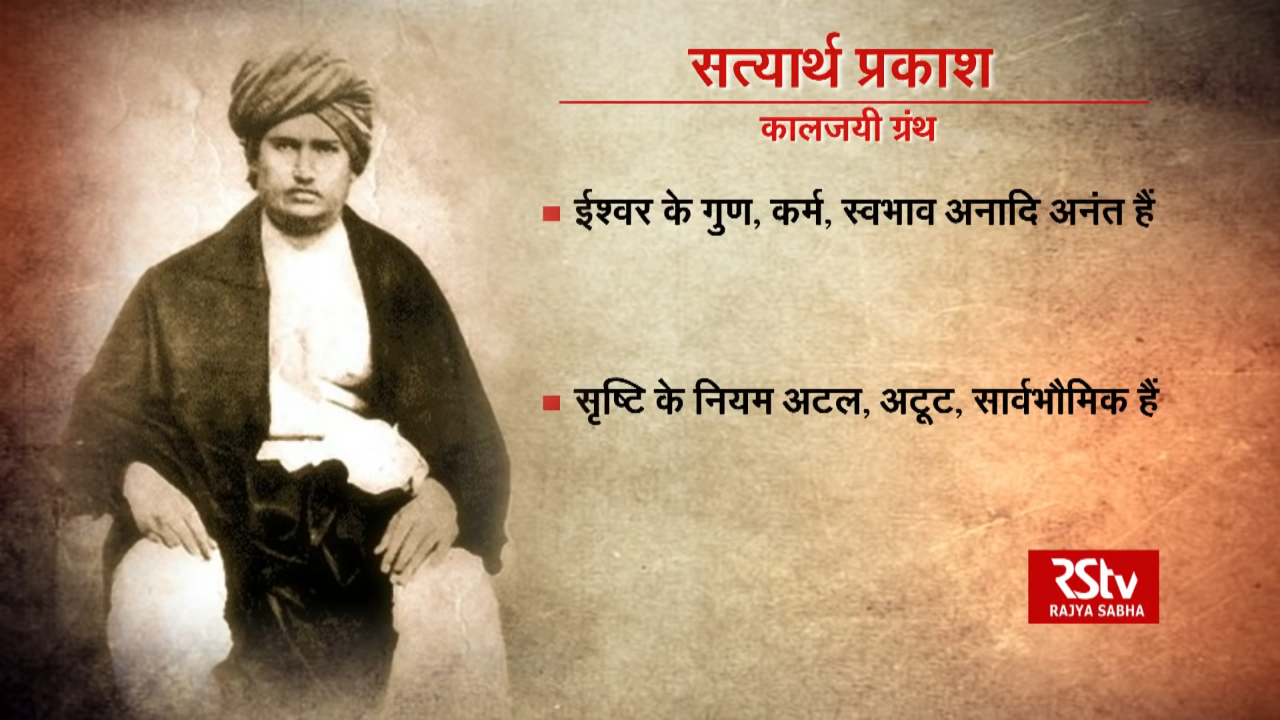 सत्यार्थ प्रकाश
कालजयी ग्रंथ
ईश्वर के गुण, कर्म, स्वभाव अनादि अनंत हैं
सृष्टि के नियम अटल, अटूट, सार्वभौमिक हैं
RStv
RAJYA SABHA